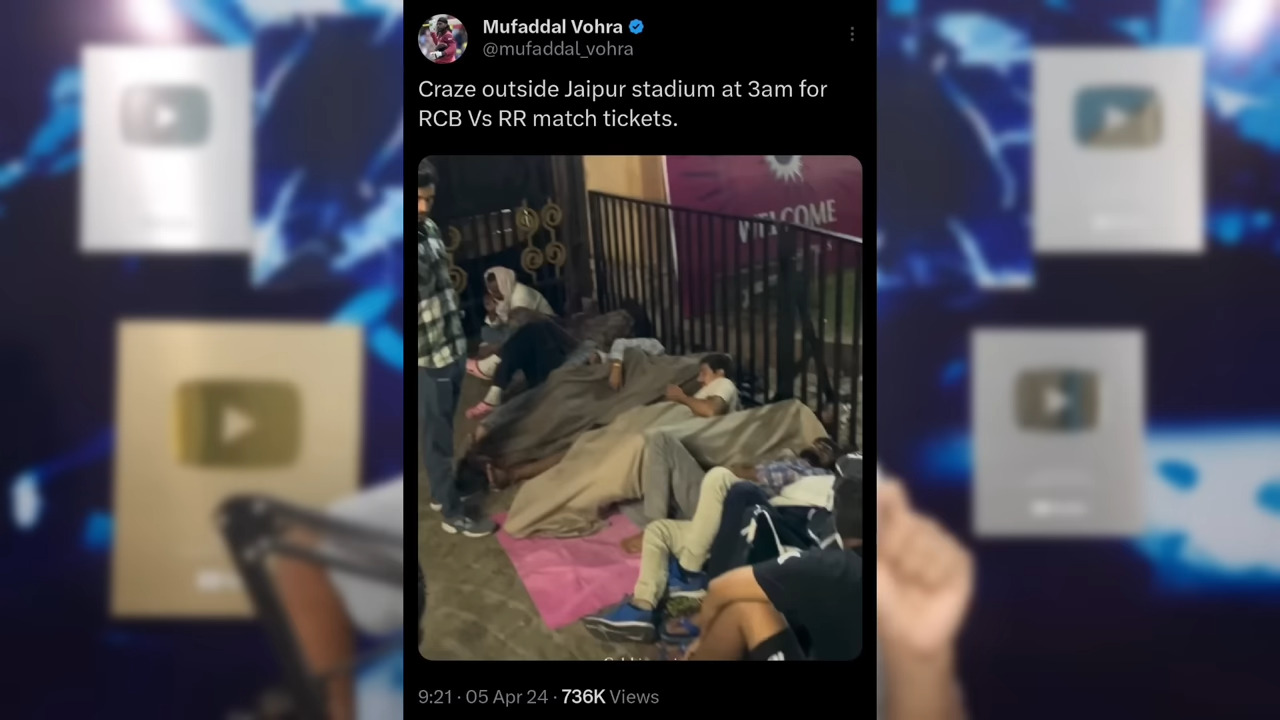 Mufaddal Vohra
@mufaddal_vohra
Craze outside Jaipur stadium at 3am for
RCB Vs RR match tickets.
WELCOME
9:21 · 05 Apr 24 · 736K Views